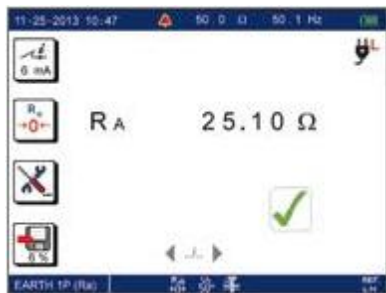 11-25-2013 10:47 50.0 Ω 50.1 Hz
L
6 mA
RA 25.10 Ω
→0←
6 %
EARTH 1P (Ra)